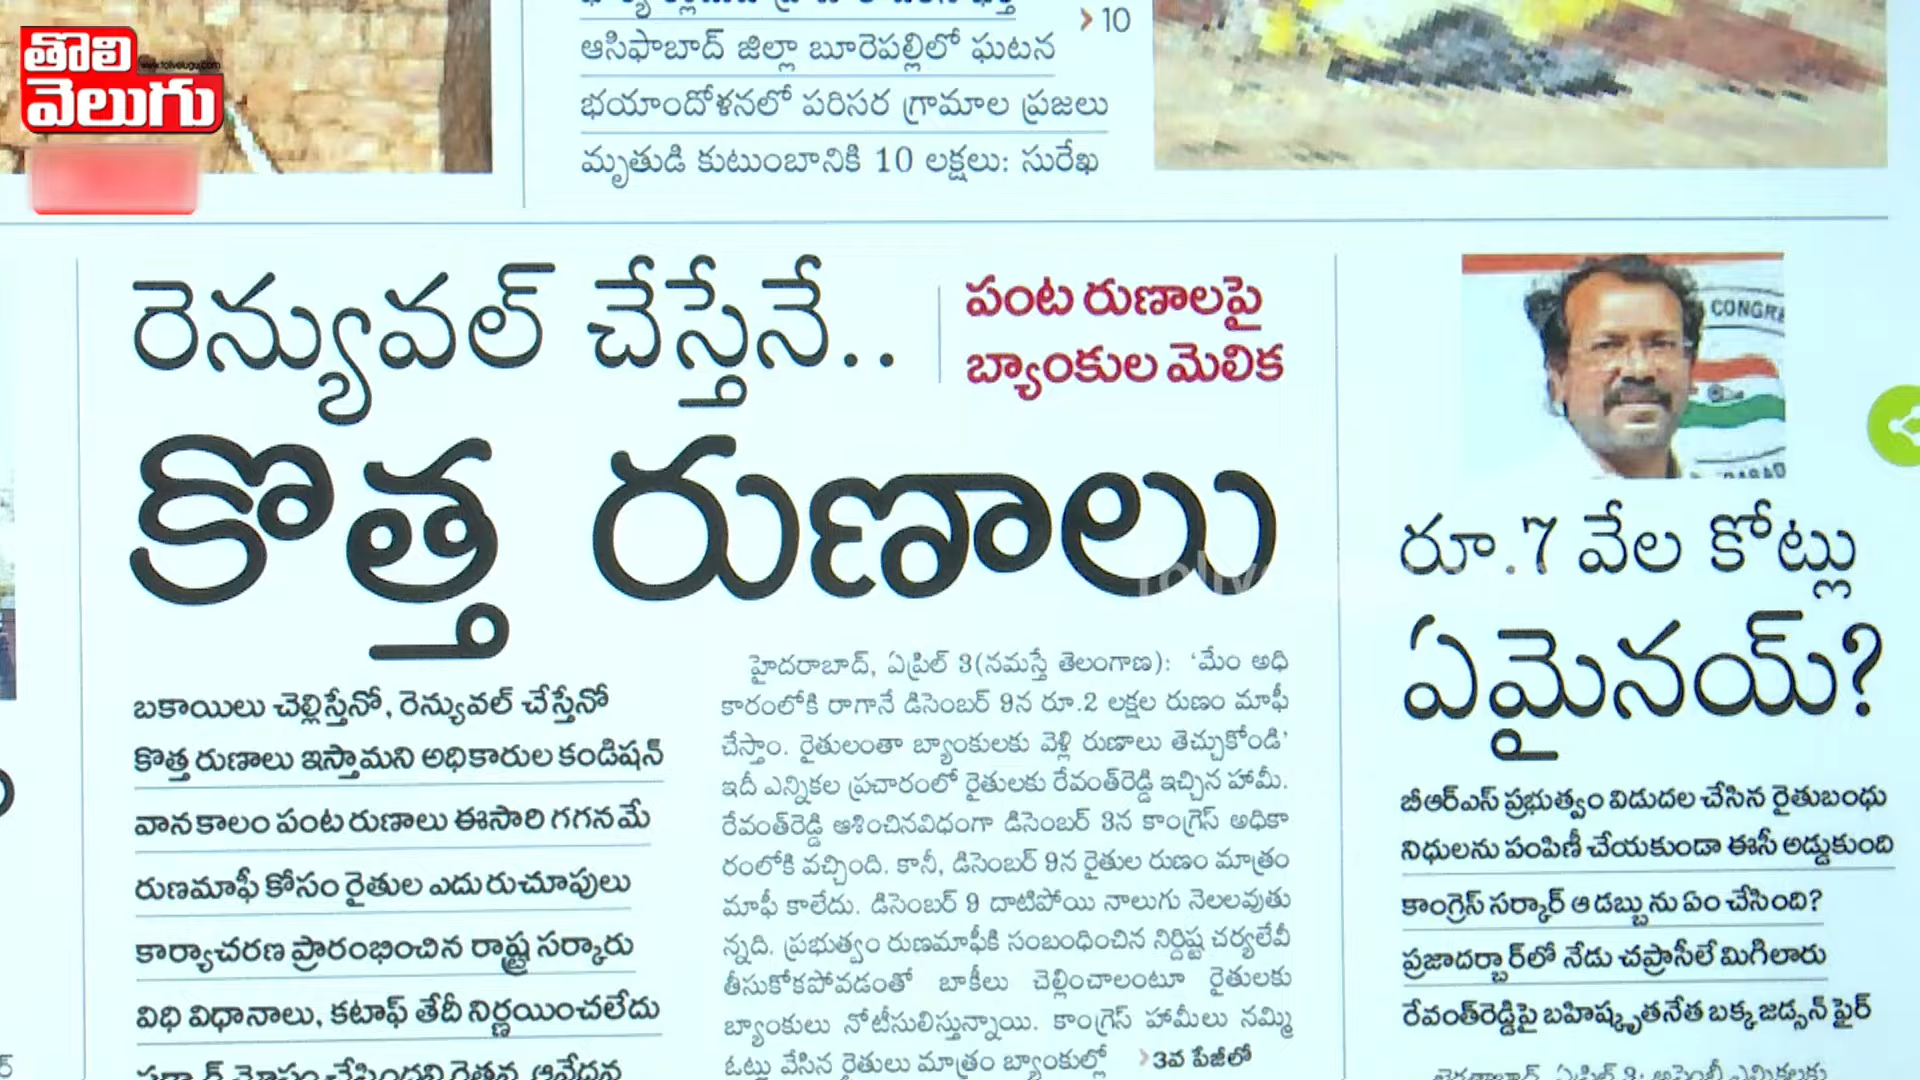 తొలి
www.tolivelugu.com
వెలుగు
ఆసిఫాబాద్ జిల్లా బూరెపల్లిలో ఘటన
భయాందోళనలో పరిసర గ్రామాల ప్రజలు
మృతుడి కుటుంబానికి 10 లక్షలు: సురేఖ
> 10
రెన్యువల్ చేస్తేనే..
కొత్త రుణాలు
పంట రుణాలపై
బ్యాంకుల మెలిక
బకాయిలు చెల్లిస్తేనో, రెన్యువల్ చేస్తేనో
కొత్త రుణాలు ఇస్తామని అధికారుల కండిషన్
వానకాలం పంట రుణాలు ఈసారి గగనమే
రుణమాఫీ కోసం రైతుల ఎదురుచూపులు
కార్యాచరణ ప్రారంభించిన రాష్ట్ర సర్కారు
విధి విధానాలు, కటాఫ్ తేదీ నిర్ణయించలేదు
హైదరాబాద్, ఏప్రిల్ 3(నమస్తే తెలంగాణ): 'మేం అధి
కారంలోకి రాగానే డిసెంబర్ 9న రూ.2 లక్షల రుణం మాఫీ
చేస్తాం. రైతులంతా బ్యాంకులకు వెళ్లి రుణాలు తెచ్చుకోండి'
ఇదీ ఎన్నికల ప్రచారంలో రైతులకు రేవంత్‌రెడ్డి ఇచ్చిన హామీ.
రేవంత్‌రెడ్డి ఆశించినవిధంగా డిసెంబర్ 3న కాంగ్రెస్ అధికా
రంలోకి వచ్చింది. కానీ, డిసెంబర్ 9న రైతుల రుణం మాత్రం
మాఫీ కాలేదు. డిసెంబర్ 9 దాటిపోయి నాలుగు నెలలవుతు
న్నది. ప్రభుత్వం రుణమాఫీకి సంబంధించిన నిర్దిష్ట చర్యలేవీ
తీసుకోకపోవడంతో బాకీలు చెల్లించాలంటూ రైతులకు
బ్యాంకులు నోటీసులిస్తున్నాయి. కాంగ్రెస్ హామీలు నమ్మి
ఓట్లు వేసిన రైతులు మాత్రం బ్యాంకుల్లో > 3వ పేజీలో
CONGR
రూ.7 వేల కోట్లు
ఏమైనయ్?
బీఆర్ఎస్ ప్రభుత్వం విడుదల చేసిన రైతుబంధు
నిధులను పంపిణీ చేయకుండా ఈసీ అడ్డుకుంది
కాంగ్రెస్ సర్కార్ ఆ డబ్బును ఏం చేసింది?
ప్రజాదర్బార్‌లో నేడు చప్రాసీలే మిగిలారు
రేవంత్‌రెడ్డిపై బహిష్కృత నేత బక్క జడ్సన్ ఫైర్